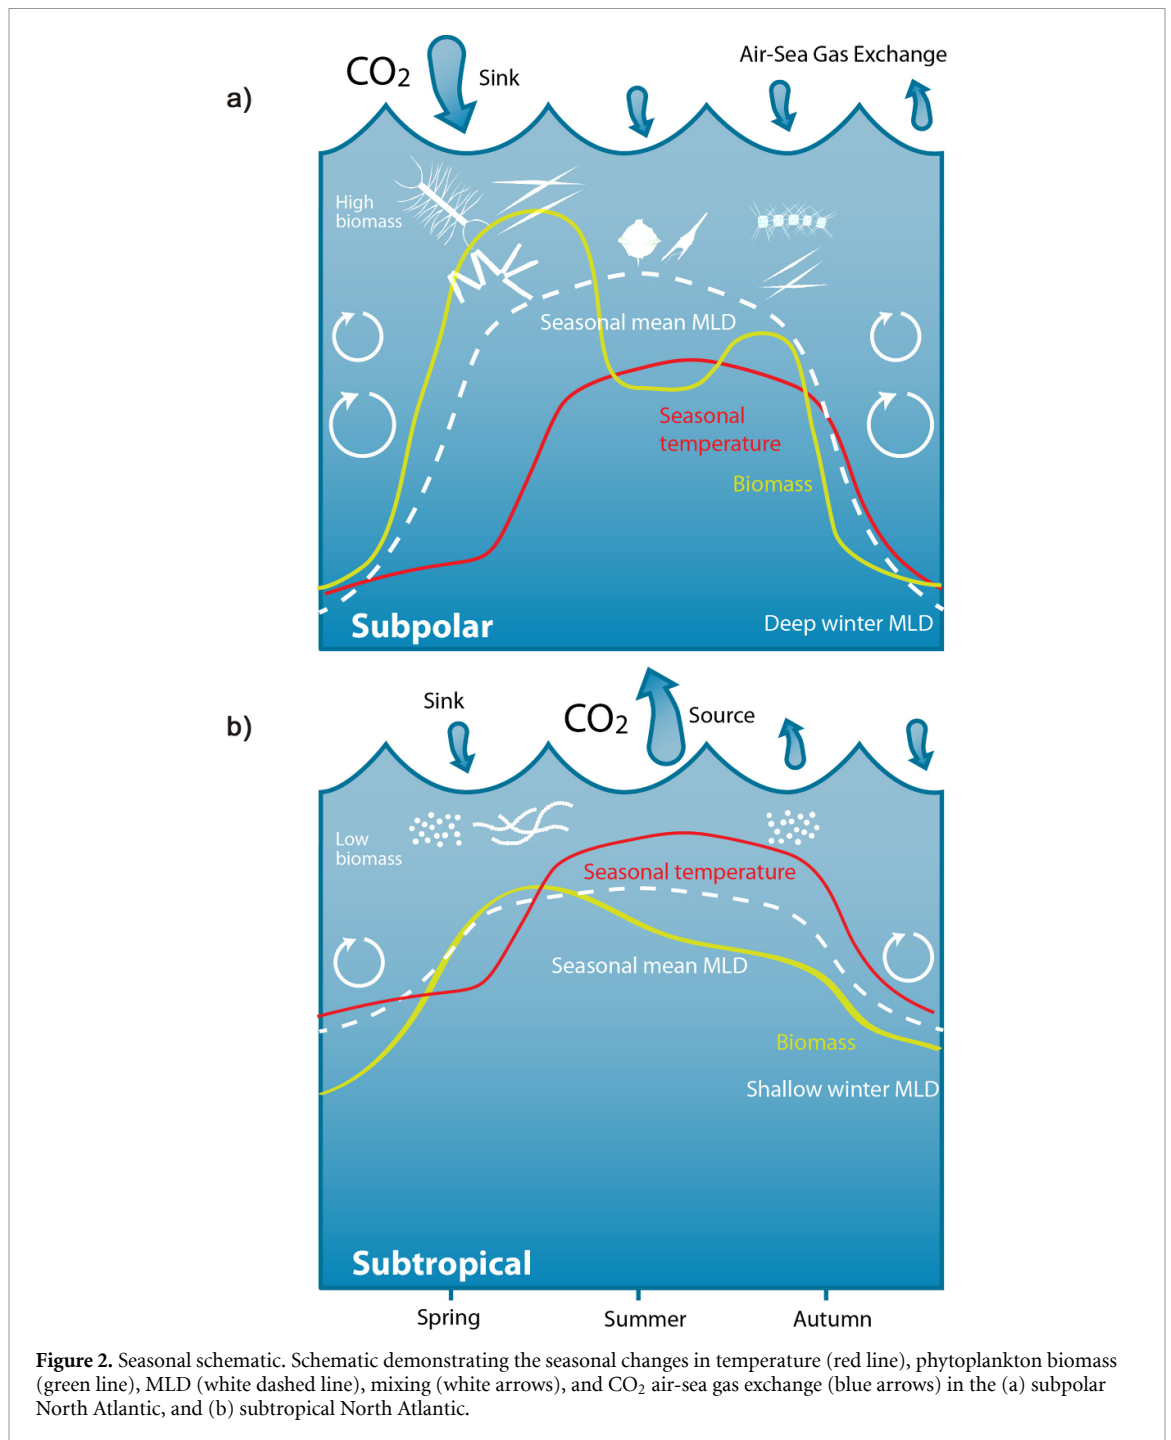 CO2
Sink
Air-Sea Gas Exchange
a)
High
biomass
Seasonal mean MLD
Seasonal
temperature
Biomass
Subpolar
Deep winter MLD
Sink
CO2
Source
b)
Low
biomass
Seasonal temperature
Seasonal mean MLD
Biomass
Shallow winter MLD
Subtropical
Spring
Summer
Autumn
Figure 2. Seasonal schematic. Schematic demonstrating the seasonal changes in temperature (red line), phytoplankton biomass
(green line), MLD (white dashed line), mixing (white arrows), and CO2 air-sea gas exchange (blue arrows) in the (a) subpolar
North Atlantic, and (b) subtropical North Atlantic.